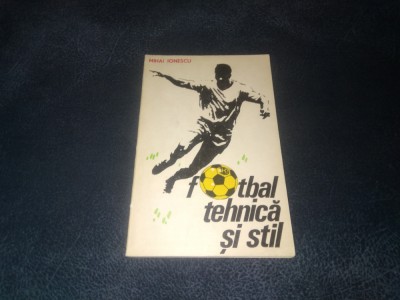 MIHAI IONESCU
fotbal
tehnică
și stil